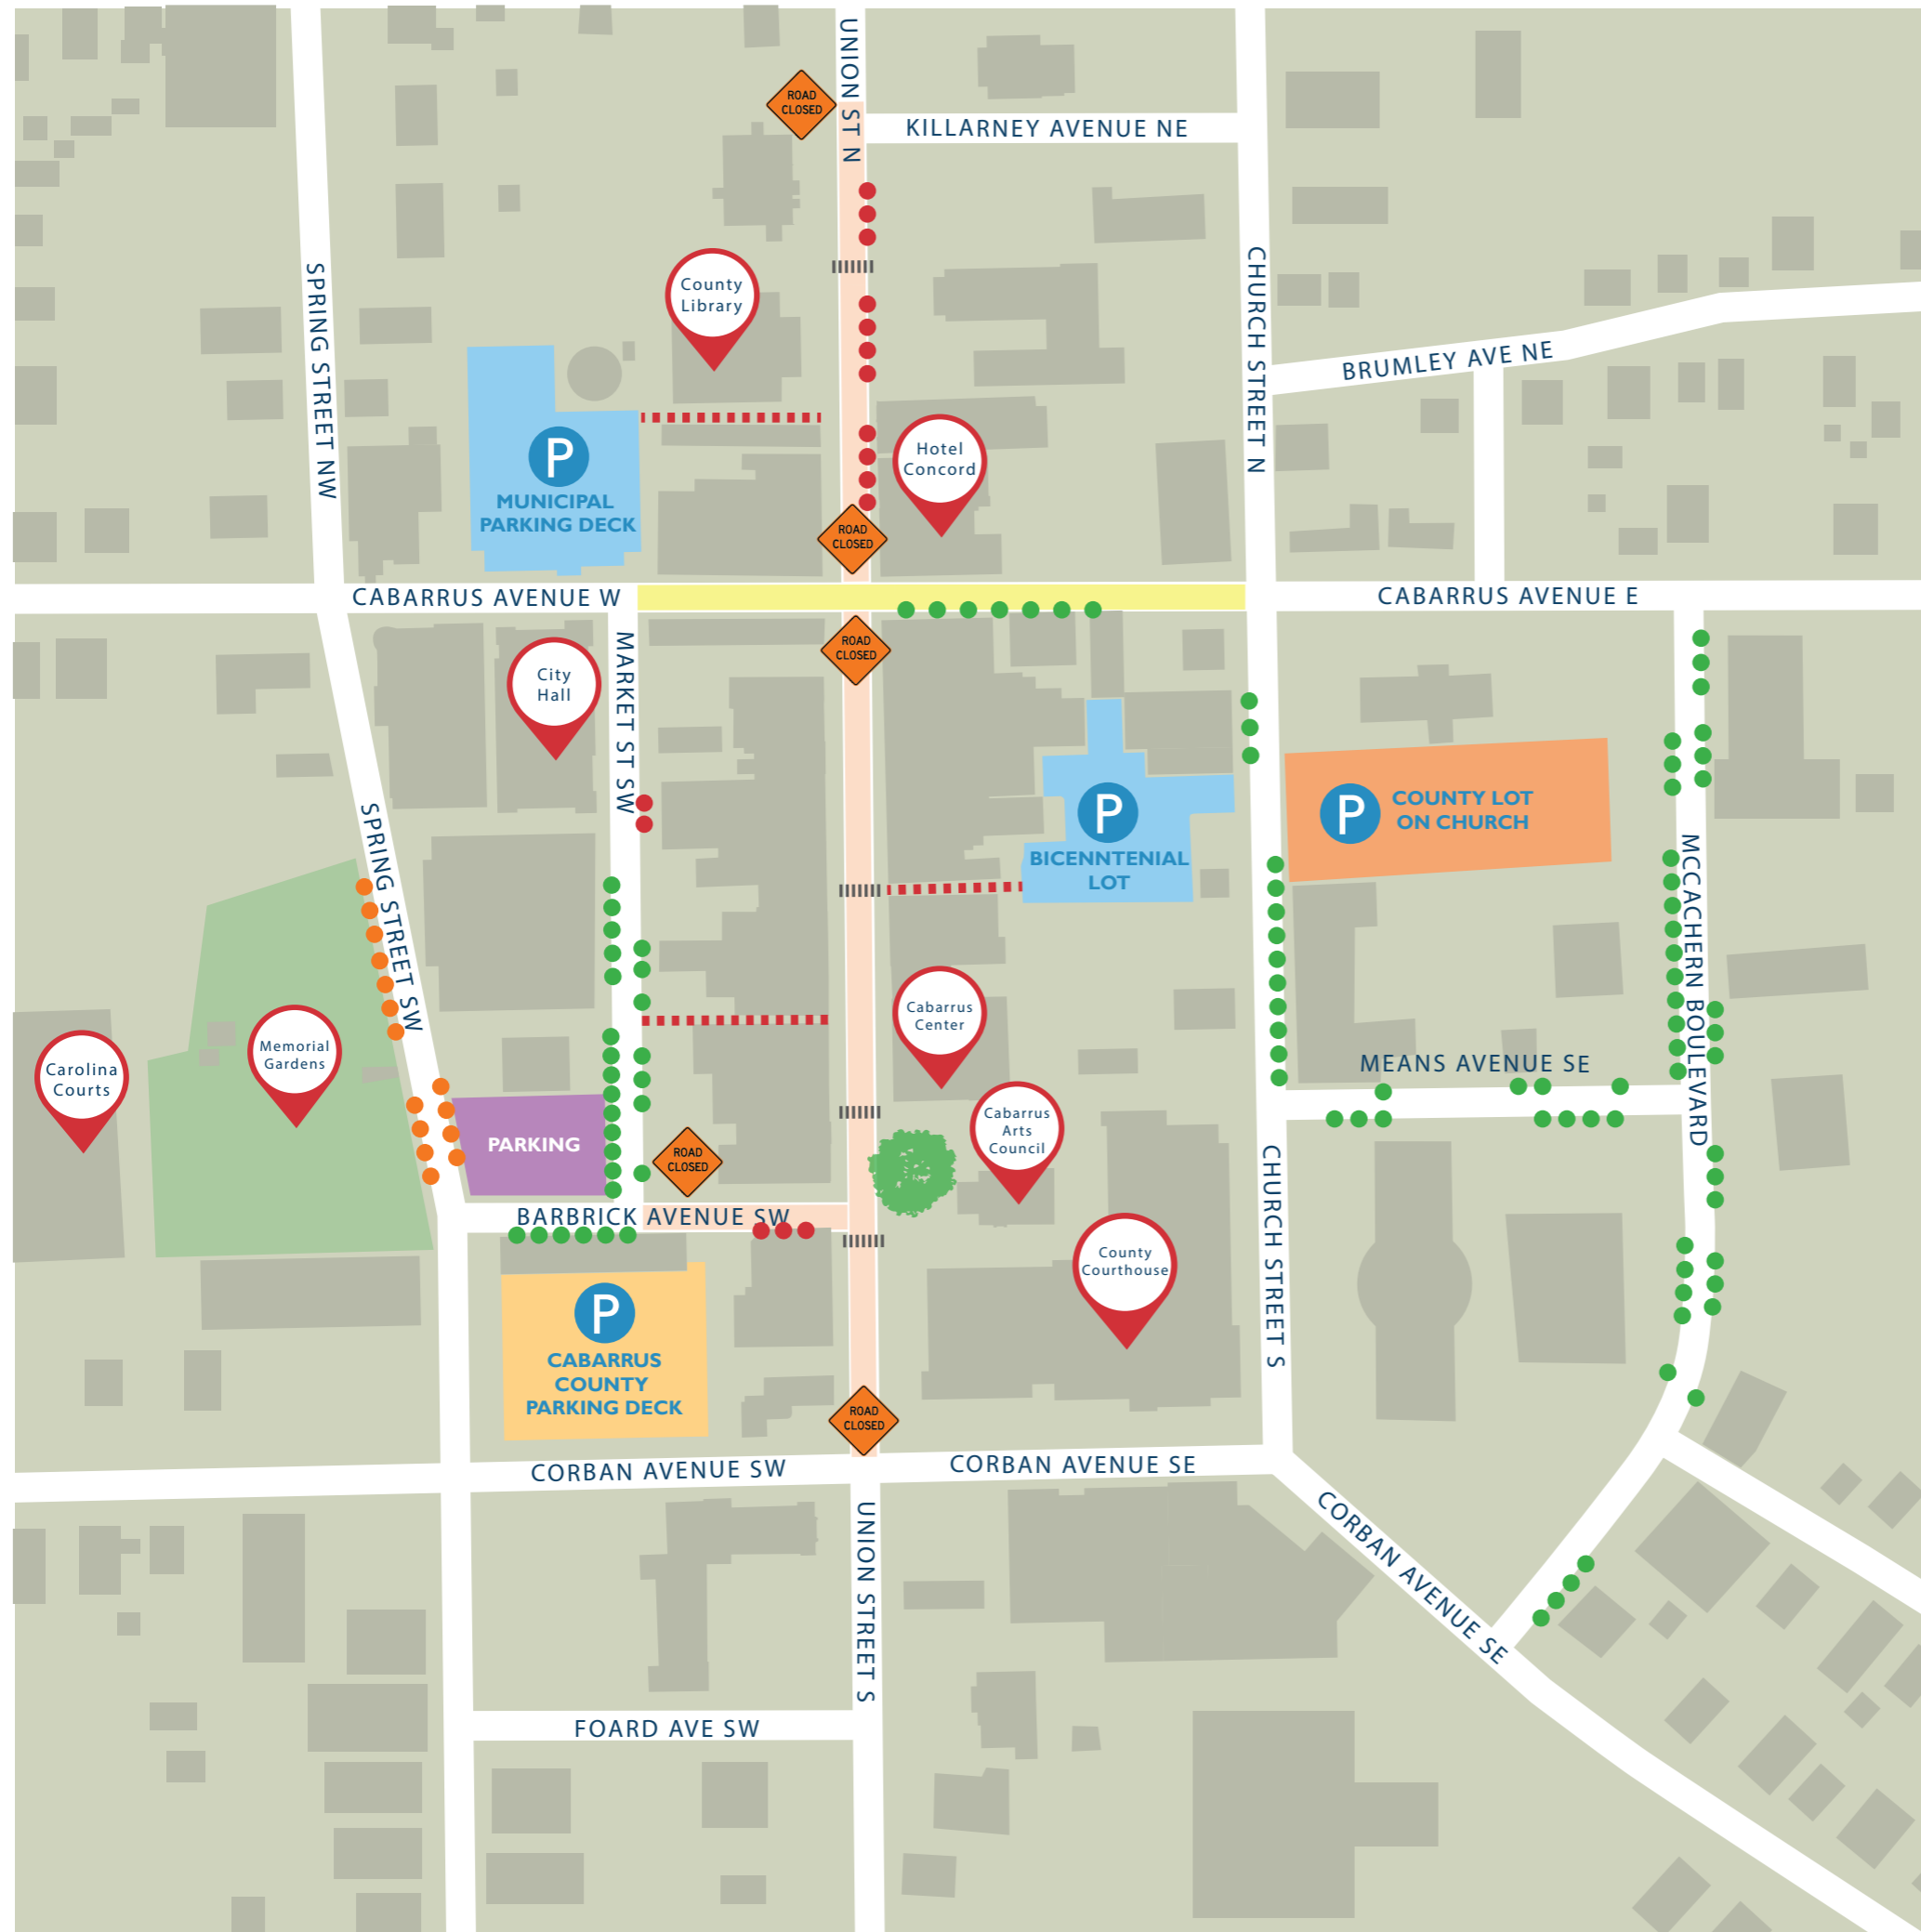 UNION ST N
ROAD
CLOSED
KILLARNEY AVENUE NE
SPRING STREET NW
County
Library
CHURCH STREET N
BRUMLEY AVE NE
P
MUNICIPAL
PARKING DECK
Hotel
Concord
ROAD
CLOSED
CABARRUS AVENUE W
CABARRUS AVENUE E
MARKET ST SW
ROAD
CLOSED
City
Hall
SPRING STREET SW
P
BICENNTENIAL
LOT
P
COUNTY LOT
ON CHURCH
MCCACHERN BOULEVARD
Carolina
Courts
Memorial
Gardens
Cabarrus
Center
MEANS AVENUE SE
Cabarrus
Arts
Council
PARKING
ROAD
CLOSED
BARBRICK AVENUE SW
CHURCH STREET S
County
Courthouse
P
CABARRUS
COUNTY
PARKING DECK
ROAD
CLOSED
CORBAN AVENUE SW
CORBAN AVENUE SE
CORBAN AVENUE SE
UNION STREET S
FOARD AVE SW